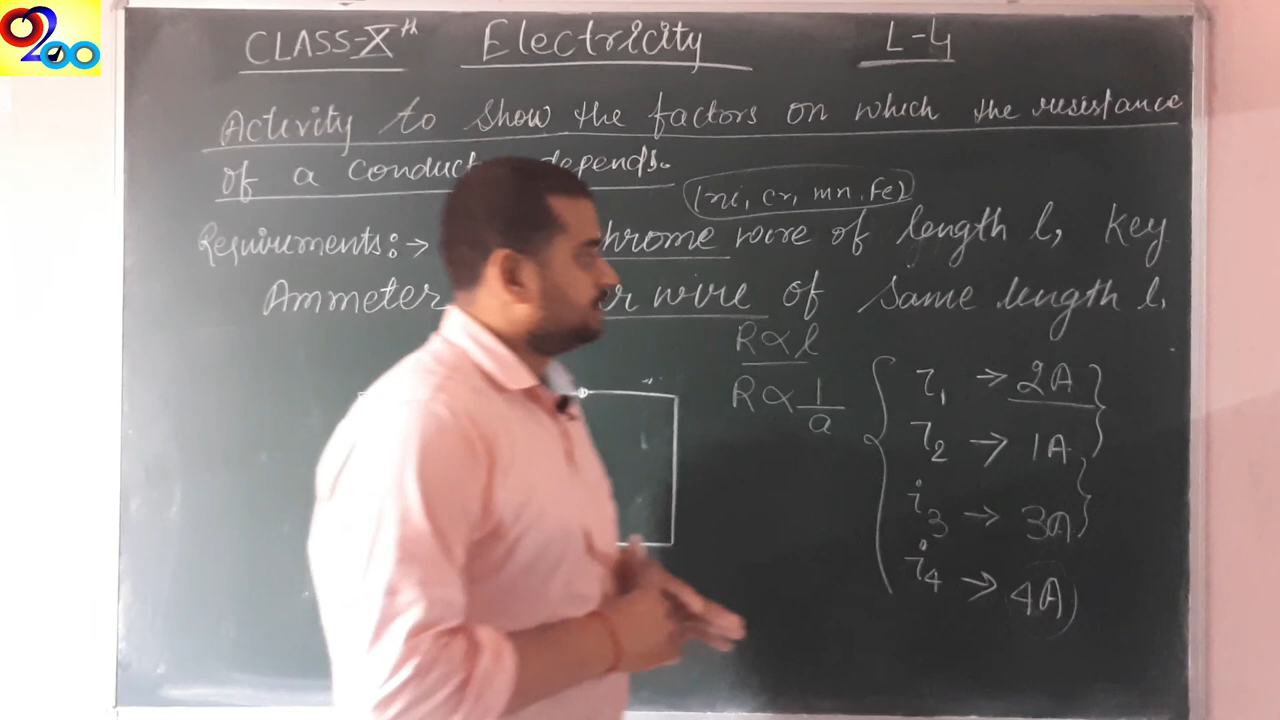 CLASS-Xth Electricity L-4
Activity to show the factors on which the resistance
of a conduct depends.
(ni, cr, mn, Fe)
Requirements:→ hrome wire of length l, Key
Ammeter r wire of same length l,
R∝l
R∝1/a
i1 → 2A
i2 → 1A
i3 → 3A
i4 → 4A